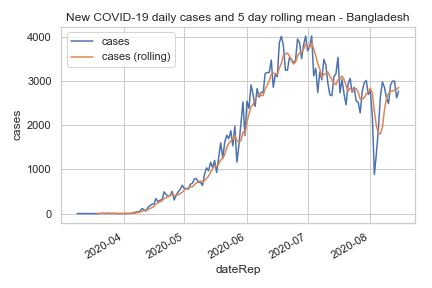 New COVID-19 daily cases and 5 day rolling mean - Bangladesh
cases
cases (rolling)
4000
3000
2000
1000
0
cases
2020-04
2020-05
2020-06
2020-07
2020-08
dateRep